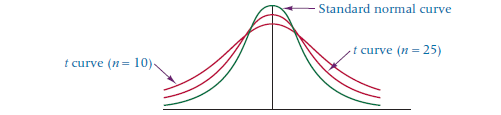 Standard normal curve
t curve (n = 25)
t curve (n = 10)